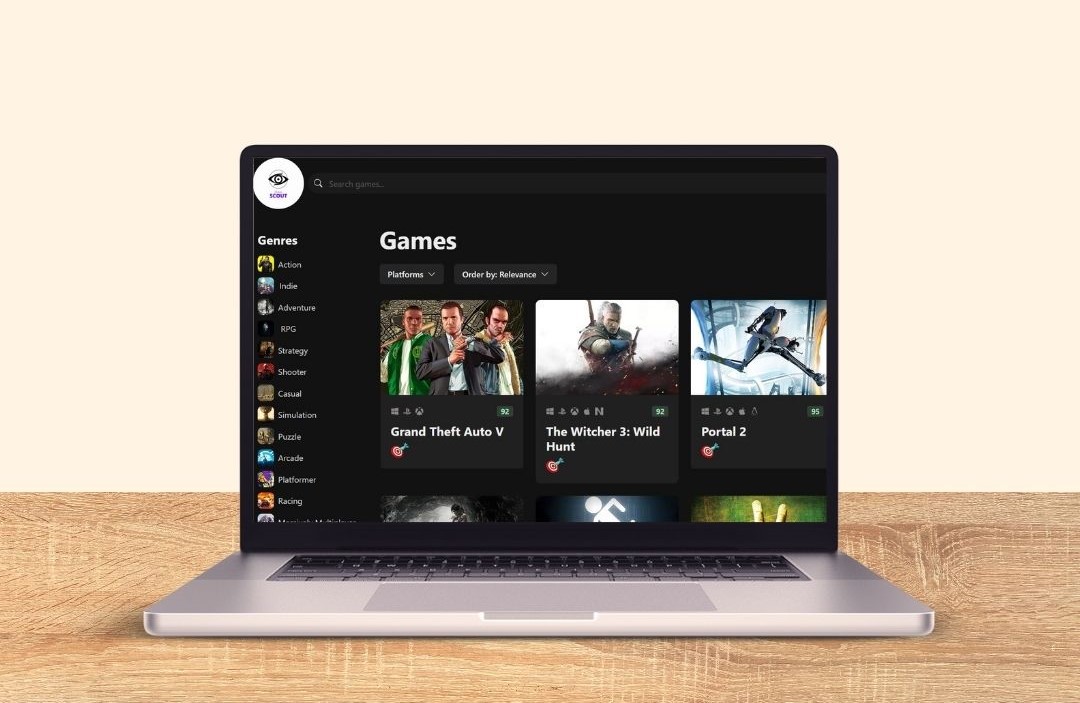 SCOUT
Search games...
Genres
Action
Indie
Adventure
RPG
Strategy
Shooter
Casual
Simulation
Puzzle
Arcade
Platformer
Racing
Games
Platforms
Order by: Relevance
92
Grand Theft Auto V
92
The Witcher 3: Wild
Hunt
95
Portal 2